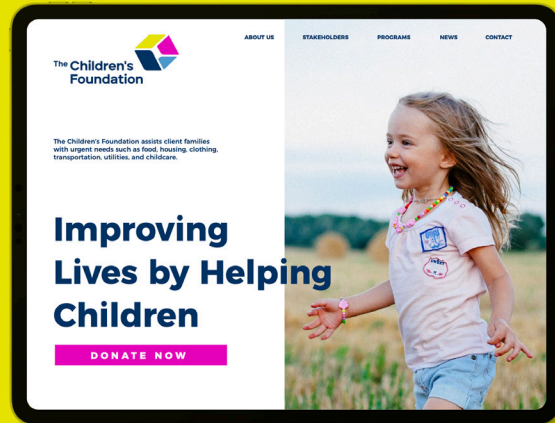 The Children's
Foundation
ABOUT US
STAKEHOLDERS
PROGRAMS
NEWS
CONTACT
The Children's Foundation assists client families
with urgent needs such as food, housing, clothing,
transportation, utilities, and childcare.
Improving
Lives by Helping
Children
DONATE NOW